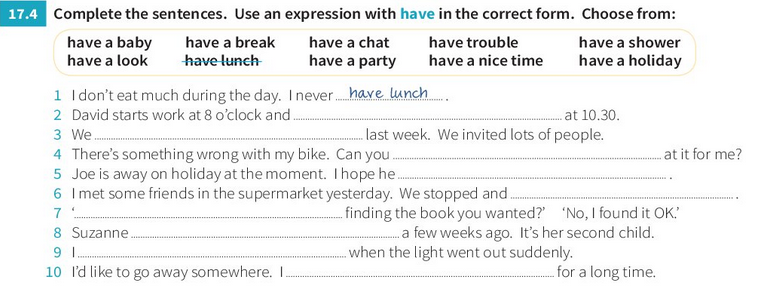 17.4 Complete the sentences. Use an expression with have in the correct form. Choose from:
have a baby have a break have a chat have trouble have a shower
have a look have lunch have a party have a nice time have a holiday
1 I don't eat much during the day. I never have lunch .
2 David starts work at 8 o'clock and ............ at 10.30.
3 We ............ last week. We invited lots of people.
4 There's something wrong with my bike. Can you ............ at it for me?
5 Joe is away on holiday at the moment. I hope he ............ .
6 I met some friends in the supermarket yesterday. We stopped and ............ .
7 '............ finding the book you wanted?' 'No, I found it OK.'
8 Suzanne ............ a few weeks ago. It's her second child.
9 I ............ when the light went out suddenly.
10 I'd like to go away somewhere. I ............ for a long time.